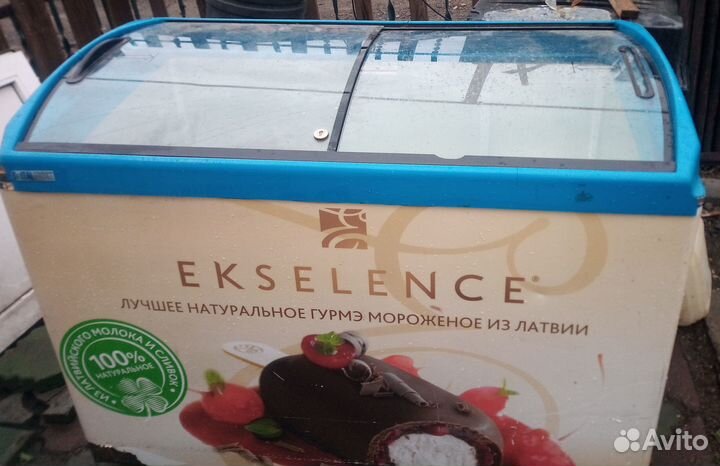 EKSELENCE®
ЛУЧШЕЕ НАТУРАЛЬНОЕ ГУРМЭ МОРОЖЕНОЕ ИЗ ЛАТВИИ
ИЗ ЛАТВИЙСКОГО МОЛОКА И СЛИВОК
100%
НАТУРАЛЬНОЕ
Avito